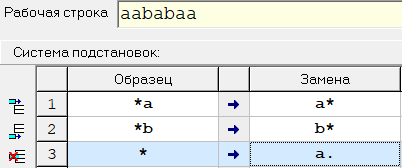 Рабочая строка aababaa
Система подстановок:
Образец Замена
1 *a → a*
2 *b → b*
3 * → a.